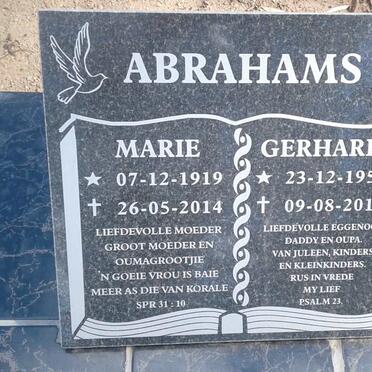 ABRAHAMS
MARIE
★ 07-12-1919
✝ 26-05-2014
LIEFDEVOLLE MOEDER
GROOT MOEDER EN
OUMAGROOTJIE
'N GOEIE VROU IS BAIE
MEER AS DIE VAN KORALE
SPR 31 : 10
GERHAR
★ 23-12-195
✝ 09-08-201
LIEFDEVOLLE EGGENOO
DADDY EN OUPA.
VAN JULEEN, KINDERS
EN KLEINKINDERS.
RUS IN VREDE
MY LIEF
PSALM 23.